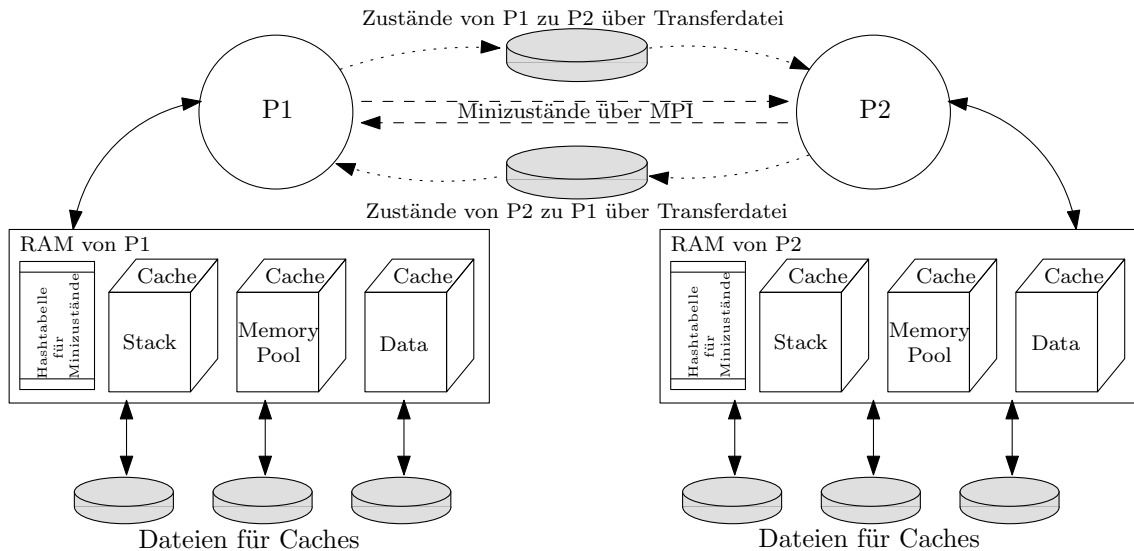 Zustände von P1 zu P2 über Transferdatei
P1
Minizustände über MPI
P2
Zustände von P2 zu P1 über Transferdatei
RAM von P1
Hashtabelle
für
Minizustände
Cache
Stack
Cache
Memory
Pool
Cache
Data
RAM von P2
Hashtabelle
für
Minizustände
Cache
Stack
Cache
Memory
Pool
Cache
Data
Dateien für Caches
Dateien für Caches